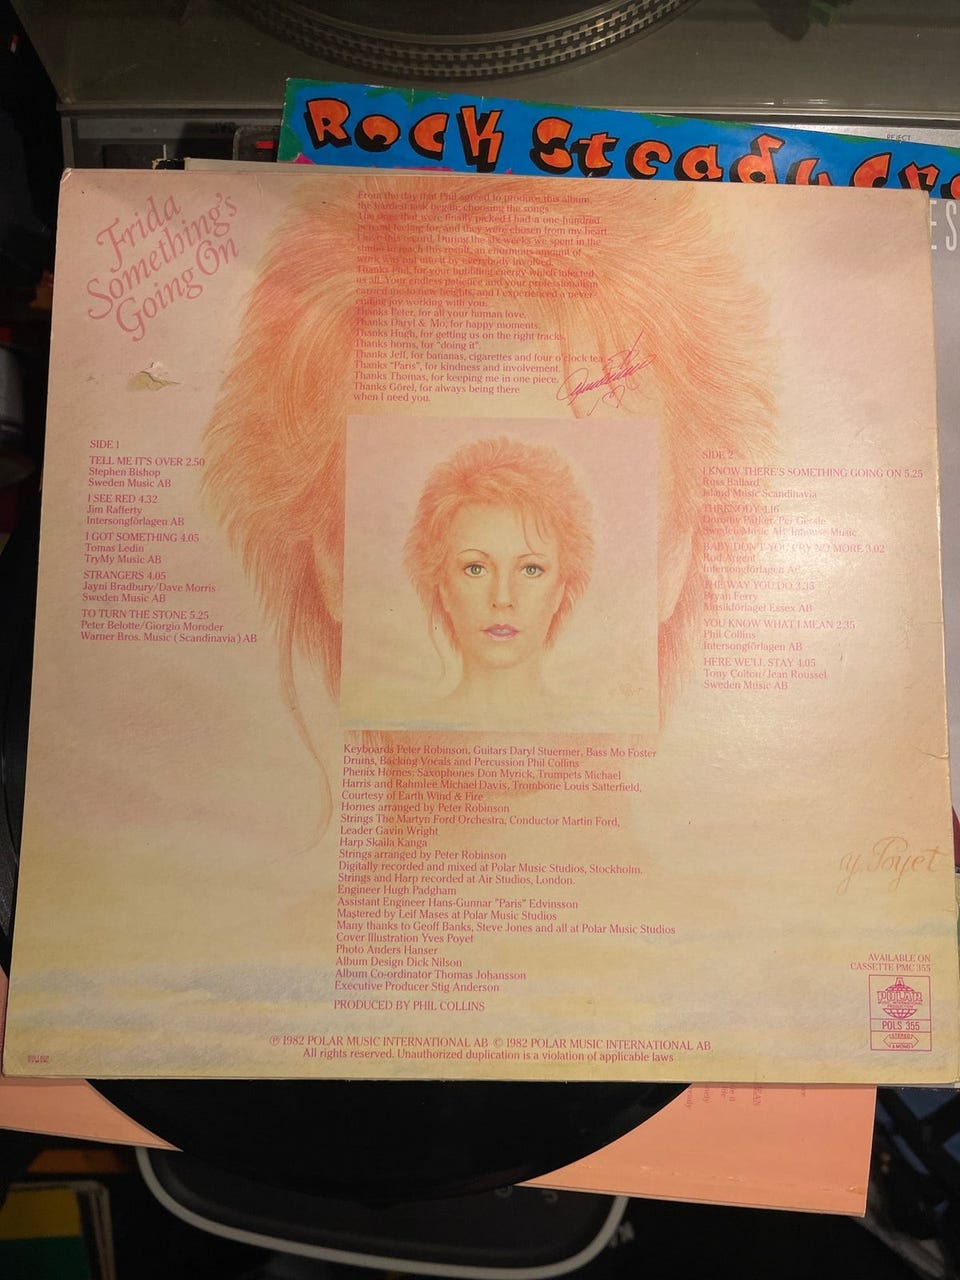 JVC
REJECT
Rock Steady Cre
ES
Frida
Something's
Going On
From the day that Phil agreed to produce this album,
the hardest task began: choosing the songs.
The ones that were finally picked I had a one-hundred
percent feeling for, and they were chosen from my heart.
I love this record. During the six weeks we spent in the
studio to reach this result, an enormous amount of
work was put into it by everybody involved.
Thanks Phil, for your bubbling energy which infected
us all. Your endless patience and your professionalism
carried me to new heights, and I experienced a never-
ending joy working with you.
Thanks Peter, for all your human love.
Thanks Daryl & Mo, for happy moments.
Thanks Hugh, for getting us on the right tracks.
Thanks horns, for "doing it".
Thanks Jeff, for bananas, cigarettes and four o'clock tea.
Thanks "Paris", for kindness and involvement.
Thanks Thomas, for keeping me in one piece.
Thanks Görel, for always being there
when I need you.
SIDE 1
TELL ME IT'S OVER 2.50
Stephen Bishop
Sweden Music AB
I SEE RED 4.32
Jim Rafferty
Intersongförlagen AB
I GOT SOMETHING 4.05
Tomas Ledin
TryMy Music AB
STRANGERS 4.05
Jayni Bradbury/Dave Morris
Sweden Music AB
TO TURN THE STONE 5.25
Peter Belotte/Giorgio Moroder
Warner Bros. Music (Scandinavia) AB
SIDE 2
I KNOW THERE'S SOMETHING GOING ON 5.25
Russ Ballard
Island Music Scandinavia
THRENODY 4.16
Dorothy Parker/Per Gessle
Sweden Music AB/Inhouse Music
BABY DON'T YOU CRY NO MORE 3.02
Rod Argent
Intersongförlagen AB
THE WAY YOU DO 3.35
Bryan Ferry
Musikförlaget Essex AB
YOU KNOW WHAT I MEAN 2.35
Phil Collins
Intersongförlagen AB
HERE WE'LL STAY 4.05
Tony Colton/Jean Roussel
Sweden Music AB
Keyboards Peter Robinson, Guitars Daryl Stuermer, Bass Mo Foster
Drums, Backing Vocals and Percussion Phil Collins
Phenix Hornes: Saxophones Don Myrick, Trumpets Michael
Harris and Rahmlee Michael Davis, Trombone Louis Satterfield,
Courtesy of Earth Wind & Fire
Hornes arranged by Peter Robinson
Strings The Martyn Ford Orchestra, Conductor Martin Ford,
Leader Gavin Wright
Harp Skaila Kanga
Strings arranged by Peter Robinson
Digitally recorded and mixed at Polar Music Studios, Stockholm.
Strings and Harp recorded at Air Studios, London.
Engineer Hugh Padgham
Assistant Engineer Hans-Gunnar "Paris" Edvinsson
Mastered by Leif Mases at Polar Music Studios
Many thanks to Geoff Banks, Steve Jones and all at Polar Music Studios
Cover Illustration Yves Poyet
Photo Anders Hanser
Album Design Dick Nilson
Album Co-ordinator Thomas Johansson
Executive Producer Stig Anderson
PRODUCED BY PHIL COLLINS
y. Poyet
AVAILABLE ON
CASSETTE PMC 355
POLAR
POLS 355
STEREO
& MONO
℗ 1982 POLAR MUSIC INTERNATIONAL AB © 1982 POLAR MUSIC INTERNATIONAL AB
All rights reserved. Unauthorized duplication is a violation of applicable laws